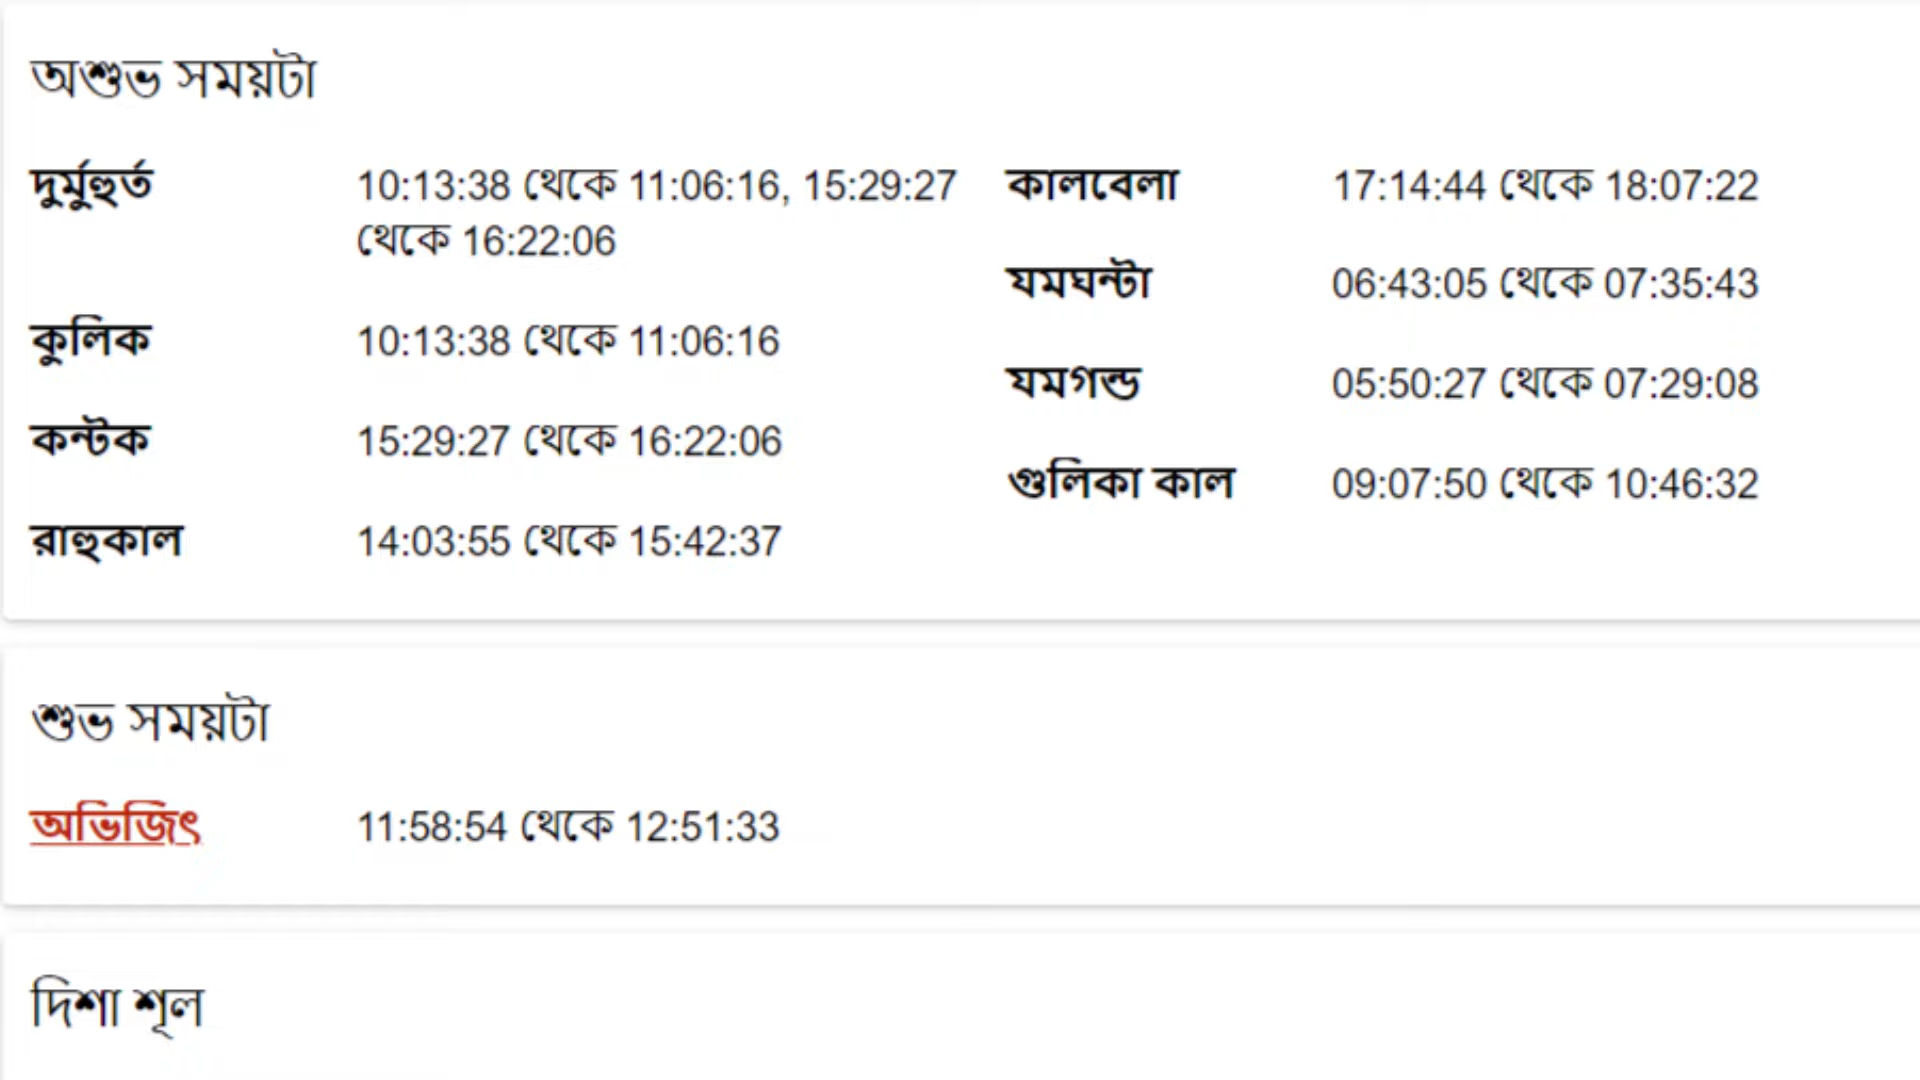 অশুভ সময়টা
দুর্মুহুর্ত 10:13:38 থেকে 11:06:16, 15:29:27
থেকে 16:22:06
কুলিক 10:13:38 থেকে 11:06:16
কন্টক 15:29:27 থেকে 16:22:06
রাহুকাল 14:03:55 থেকে 15:42:37
কালবেলা 17:14:44 থেকে 18:07:22
যমঘন্টা 06:43:05 থেকে 07:35:43
যমগন্ড 05:50:27 থেকে 07:29:08
গুলিকা কাল 09:07:50 থেকে 10:46:32
শুভ সময়টা
অভিজিৎ 11:58:54 থেকে 12:51:33
দিশা শূল